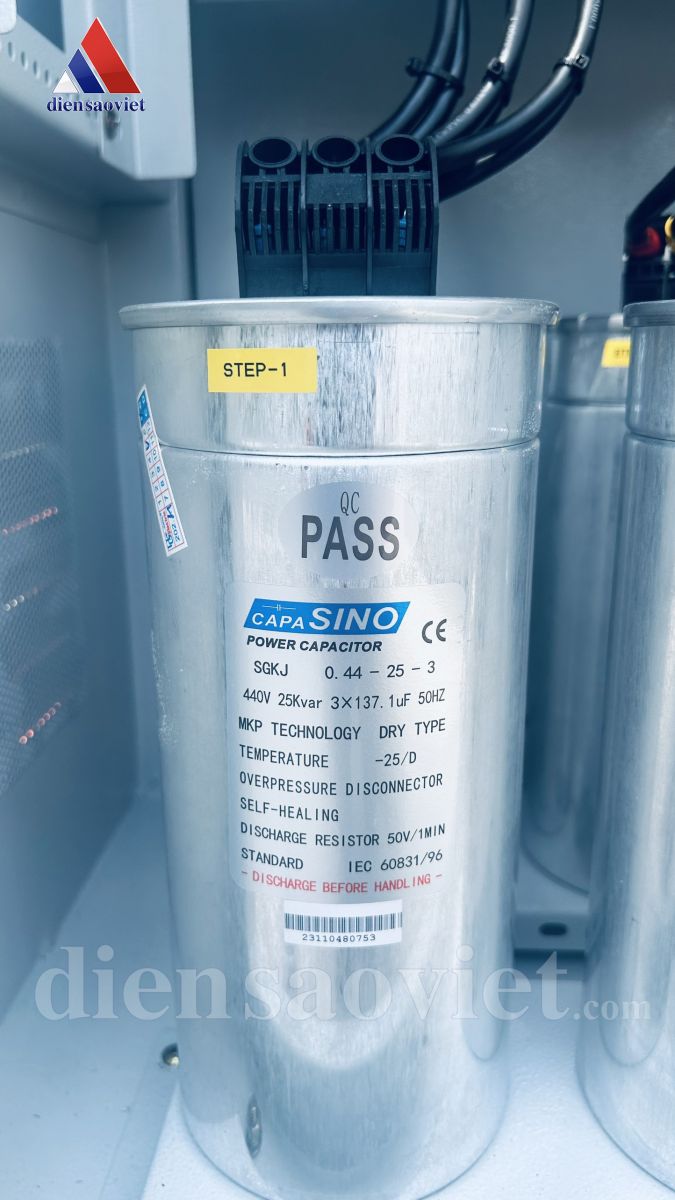 diensaoviet
STEP-1
QC
PASS
CAPA SINO
CE
POWER CAPACITOR
SGKJ 0.44-25-3
440V 25Kvar 3×137.1uF 50HZ
MKP TECHNOLOGY DRY TYPE
TEMPERATURE -25/D
OVERPRESSURE DISCONNECTOR
SELF-HEALING
DISCHARGE RESISTOR 50V/1MIN
STANDARD IEC 60831/96
- DISCHARGE BEFORE HANDLING -
23110480753
diensaoviet.com